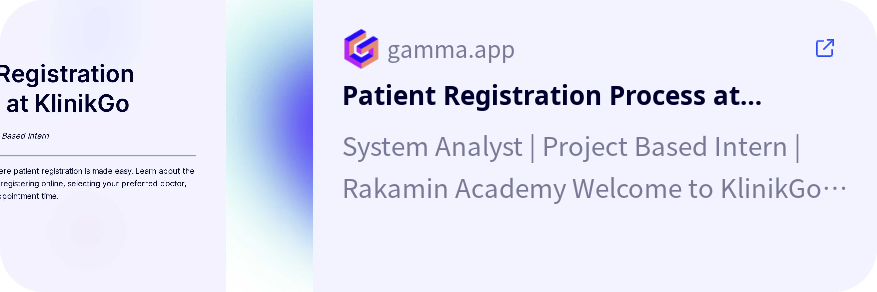 Registration
at KlinikGo
Based Intern
ere patient registration is made easy. Learn about the
registering online, selecting your preferred doctor,
pointment time.
gamma.app
Patient Registration Process at...
System Analyst | Project Based Intern |
Rakamin Academy Welcome to KlinikGo...